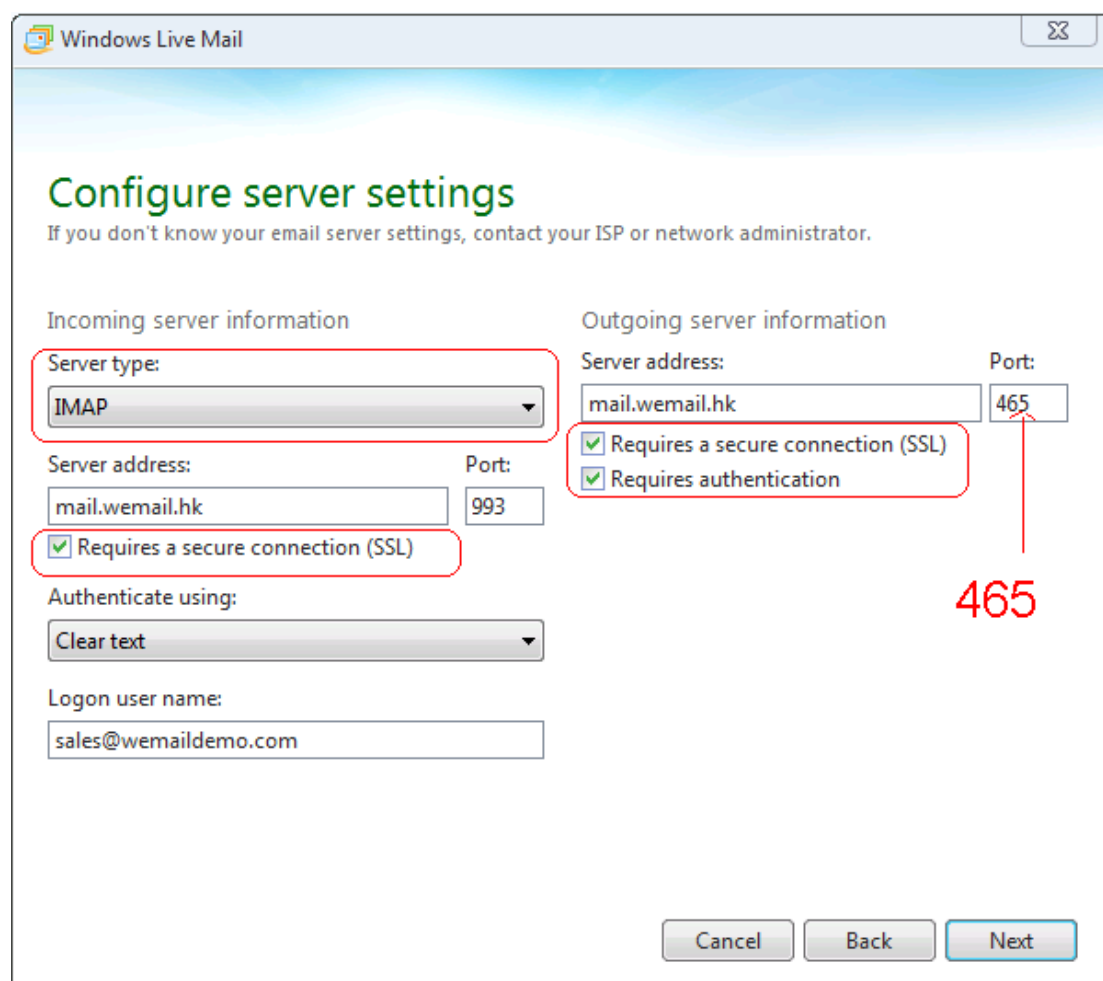 Windows Live Mail
Configure server settings
If you don't know your email server settings, contact your ISP or network administrator.
Incoming server information
Server type:
IMAP
Server address: Port:
mail.wemail.hk 993
Requires a secure connection (SSL)
Authenticate using:
Clear text
Logon user name:
sales@wemaildemo.com
Outgoing server information
Server address: Port:
mail.wemail.hk 465
Requires a secure connection (SSL)
Requires authentication
465
Cancel Back Next